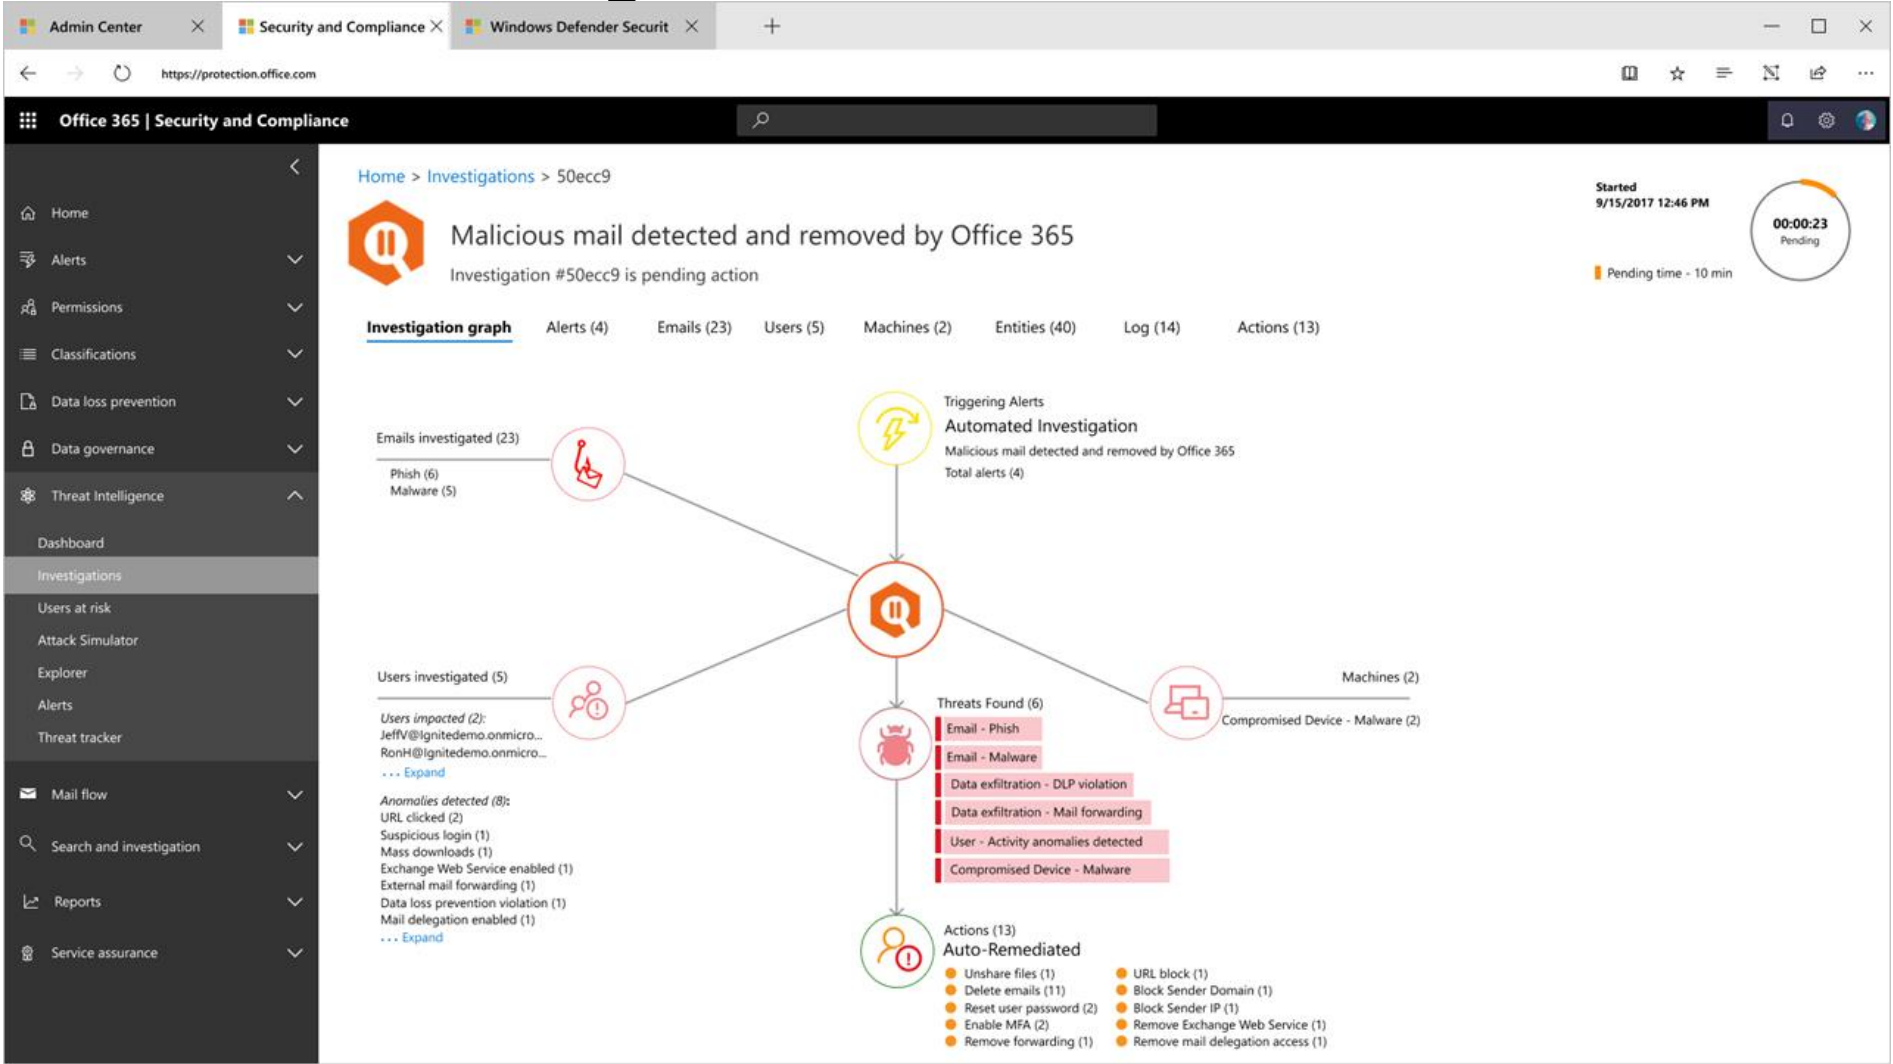 Admin Center
Security and Compliance
Windows Defender Securit
https://protection.office.com
Office 365 | Security and Compliance
Home
Alerts
Permissions
Classifications
Data loss prevention
Data governance
Threat Intelligence
Dashboard
Investigations
Users at risk
Attack Simulator
Explorer
Alerts
Threat tracker
Mail flow
Search and investigation
Reports
Service assurance
Home > Investigations > 50ecc9
Malicious mail detected and removed by Office 365
Investigation #50ecc9 is pending action
Started
9/15/2017 12:46 PM
00:00:23
Pending
Pending time - 10 min
Investigation graph Alerts (4) Emails (23) Users (5) Machines (2) Entities (40) Log (14) Actions (13)
Triggering Alerts
Automated Investigation
Malicious mail detected and removed by Office 365
Total alerts (4)
Emails investigated (23)
Phish (6)
Malware (5)
Users investigated (5)
Users impacted (2):
JeffV@Ignitedemo.onmicro...
RonH@Ignitedemo.onmicro...
... Expand
Anomalies detected (8):
URL clicked (2)
Suspicious login (1)
Mass downloads (1)
Exchange Web Service enabled (1)
External mail forwarding (1)
Data loss prevention violation (1)
Mail delegation enabled (1)
... Expand
Machines (2)
Compromised Device - Malware (2)
Threats Found (6)
Email - Phish
Email - Malware
Data exfiltration - DLP violation
Data exfiltration - Mail forwarding
User - Activity anomalies detected
Compromised Device - Malware
Actions (13)
Auto-Remediated
Unshare files (1)
Delete emails (11)
Reset user password (2)
Enable MFA (2)
Remove forwarding (1)
URL block (1)
Block Sender Domain (1)
Block Sender IP (1)
Remove Exchange Web Service (1)
Remove mail delegation access (1)